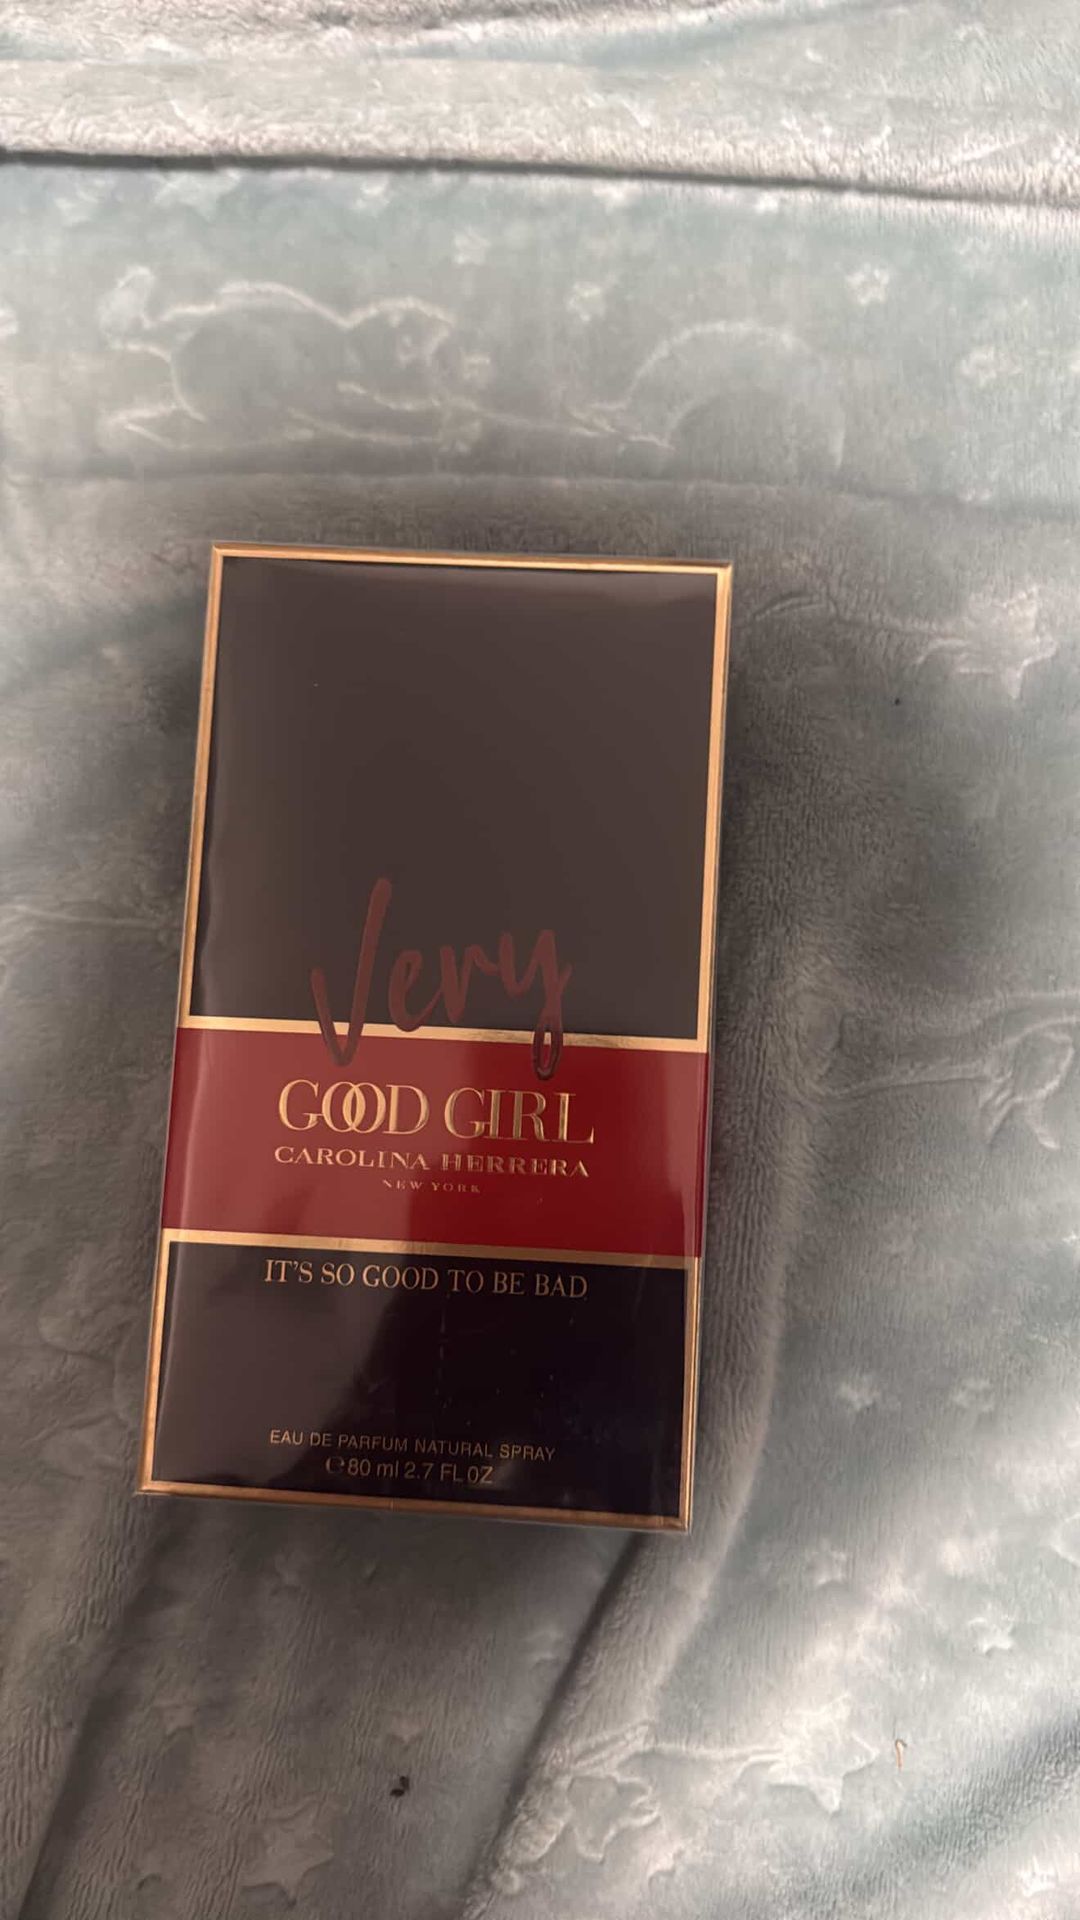 Very
GOOD GIRL
CAROLINA HERRERA
NEW YORK
IT'S SO GOOD TO BE BAD
EAU DE PARFUM NATURAL SPRAY
℮80 ml 2.7 FL OZ